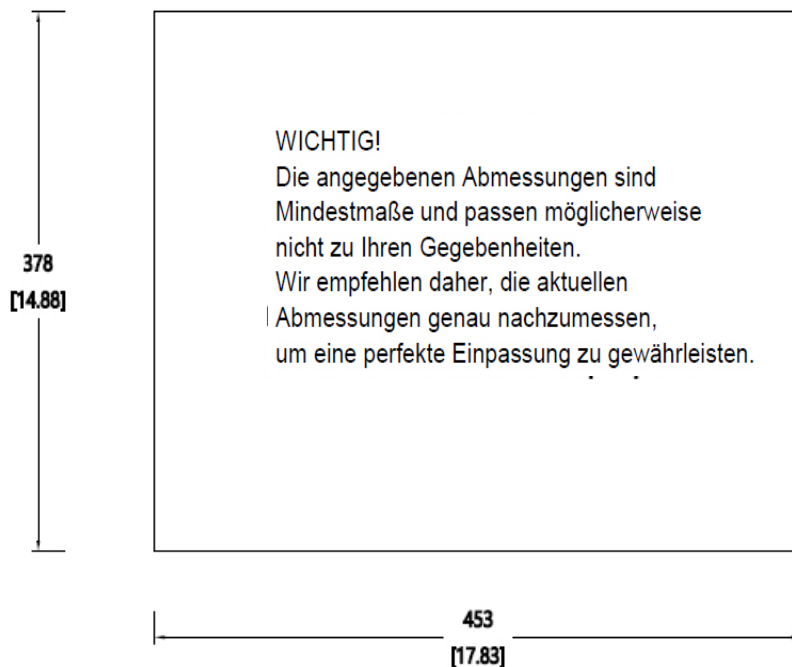 WICHTIG!
Die angegebenen Abmessungen sind
Mindestmaße und passen möglicherweise
nicht zu Ihren Gegebenheiten.
Wir empfehlen daher, die aktuellen
Abmessungen genau nachzumessen,
um eine perfekte Einpassung zu gewährleisten.
378
[14.88]
453
[17.83]